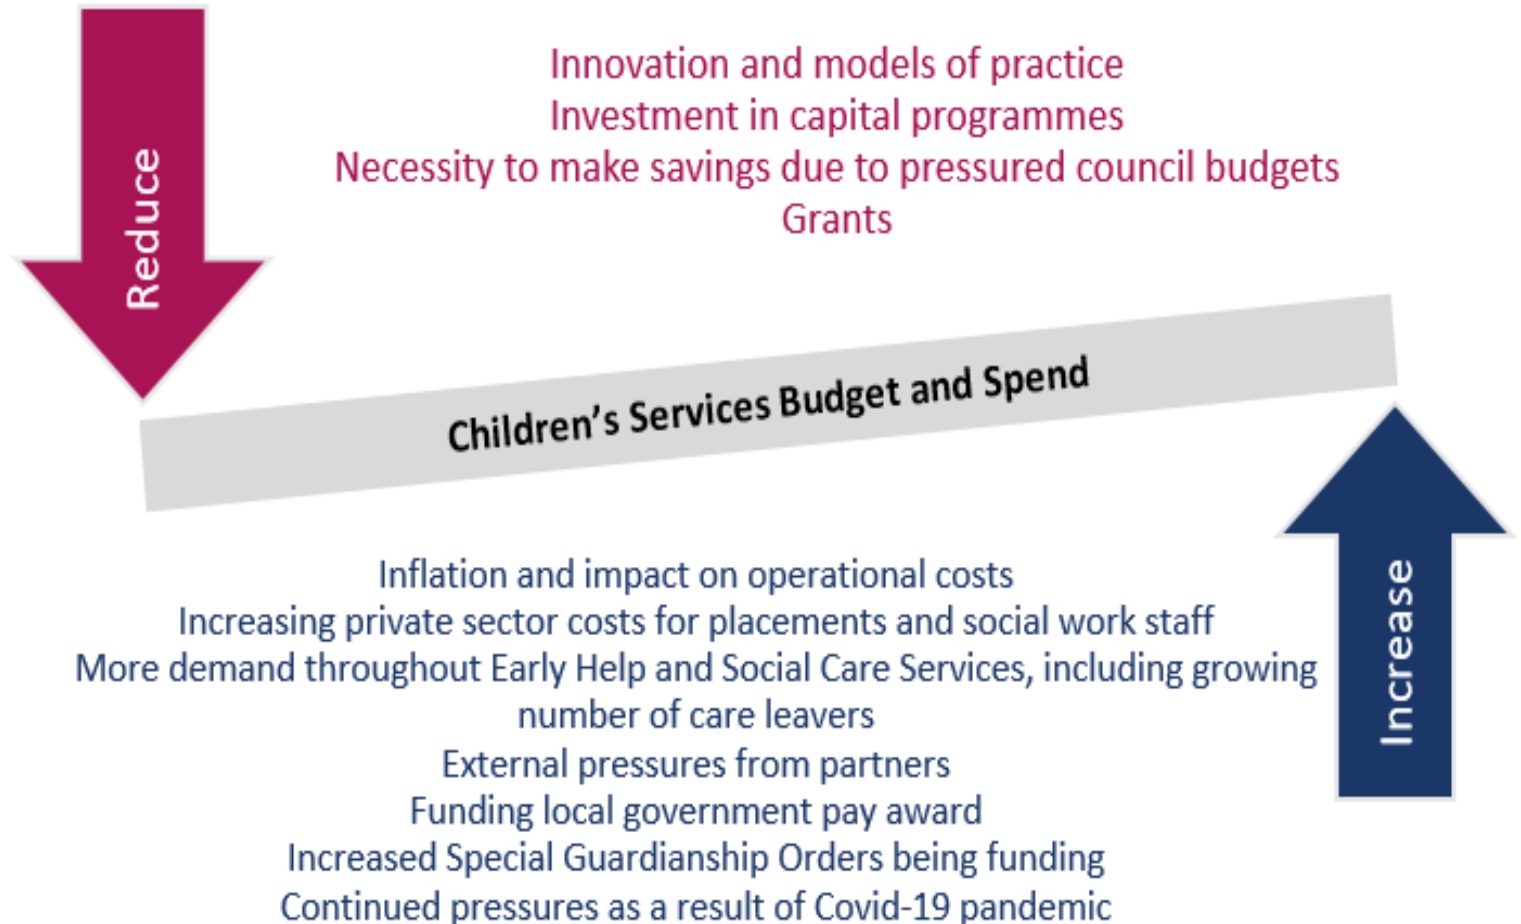 Innovation and models of practice
Investment in capital programmes
Necessity to make savings due to pressured council budgets
Grants
Reduce
Children's Services Budget and Spend
Inflation and impact on operational costs
Increasing private sector costs for placements and social work staff
More demand throughout Early Help and Social Care Services, including growing
number of care leavers
External pressures from partners
Funding local government pay award
Increased Special Guardianship Orders being funding
Continued pressures as a result of Covid-19 pandemic
Increase